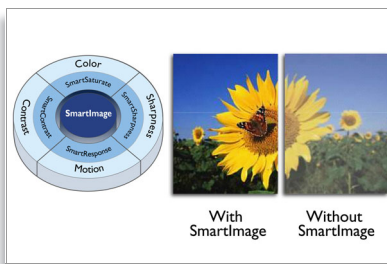 Color
SmartSaturate
Contrast
SmartContrast
SmartImage
SmartSharpness
Sharpness
SmartResponse
Motion
With
SmartImage
Without
SmartImage